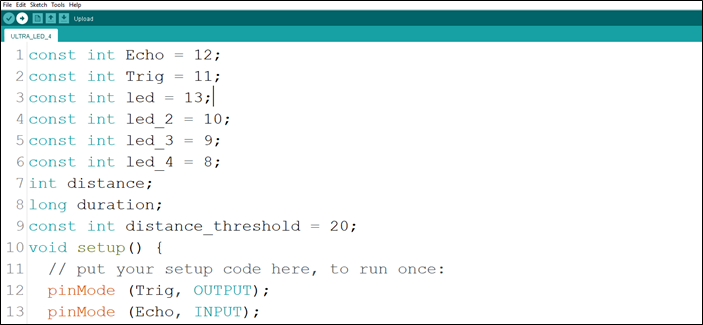 File Edit Sketch Tools Help
Upload
ULTRA_LED_4
1 const int Echo = 12;
2 const int Trig = 11;
3 const int led = 13;
4 const int led_2 = 10;
5 const int led_3 = 9;
6 const int led_4 = 8;
7 int distance;
8 long duration;
9 const int distance_threshold = 20;
10 void setup() {
11 // put your setup code here, to run once:
12 pinMode (Trig, OUTPUT);
13 pinMode (Echo, INPUT);